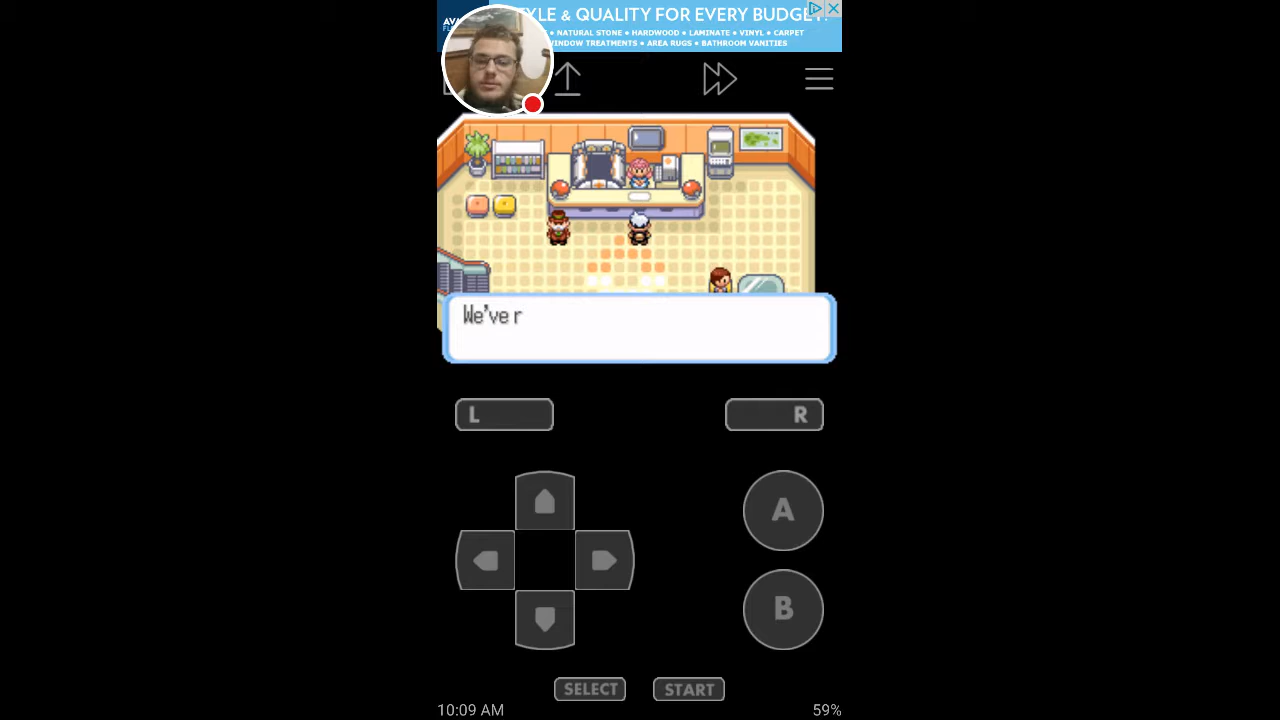 STYLE & QUALITY FOR EVERY BUDGET!
• NATURAL STONE • HARDWOOD • LAMINATE • VINYL • CARPET
WINDOW TREATMENTS • AREA RUGS • BATHROOM VANITIES
We've r
L
R
A
B
SELECT
START
10:09 AM
59%